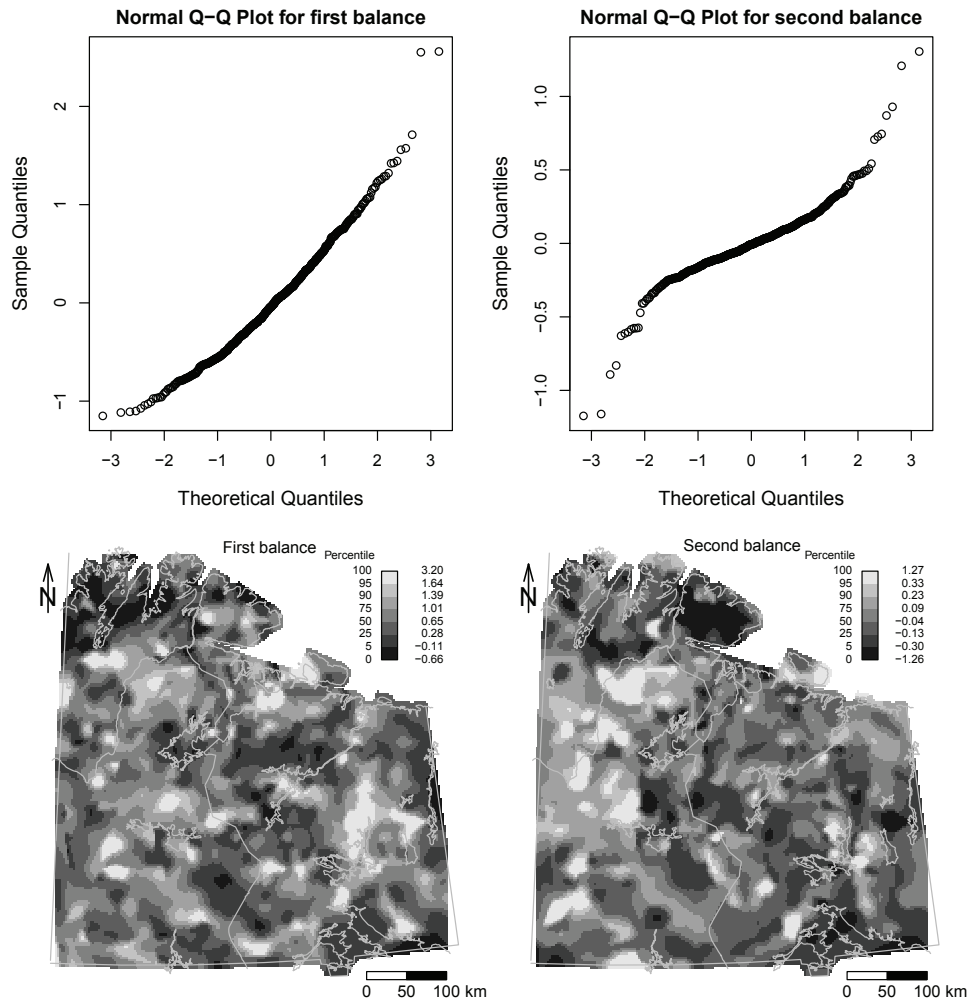 Normal Q−Q Plot for first balance
Sample Quantiles
2
1
0
−1
−3 −2 −1 0 1 2 3
Theoretical Quantiles
Normal Q−Q Plot for second balance
Sample Quantiles
1.0
0.5
0.0
−0.5
−1.0
−3 −2 −1 0 1 2 3
Theoretical Quantiles
First balance
Percentile
100 3.20
95 1.64
90 1.39
75 1.01
50 0.65
25 0.28
5 −0.11
0 −0.66
N
0 50 100 km
Second balance
Percentile
100 1.27
95 0.33
90 0.23
75 0.09
50 −0.04
25 −0.13
5 −0.30
0 −1.26
N
0 50 100 km